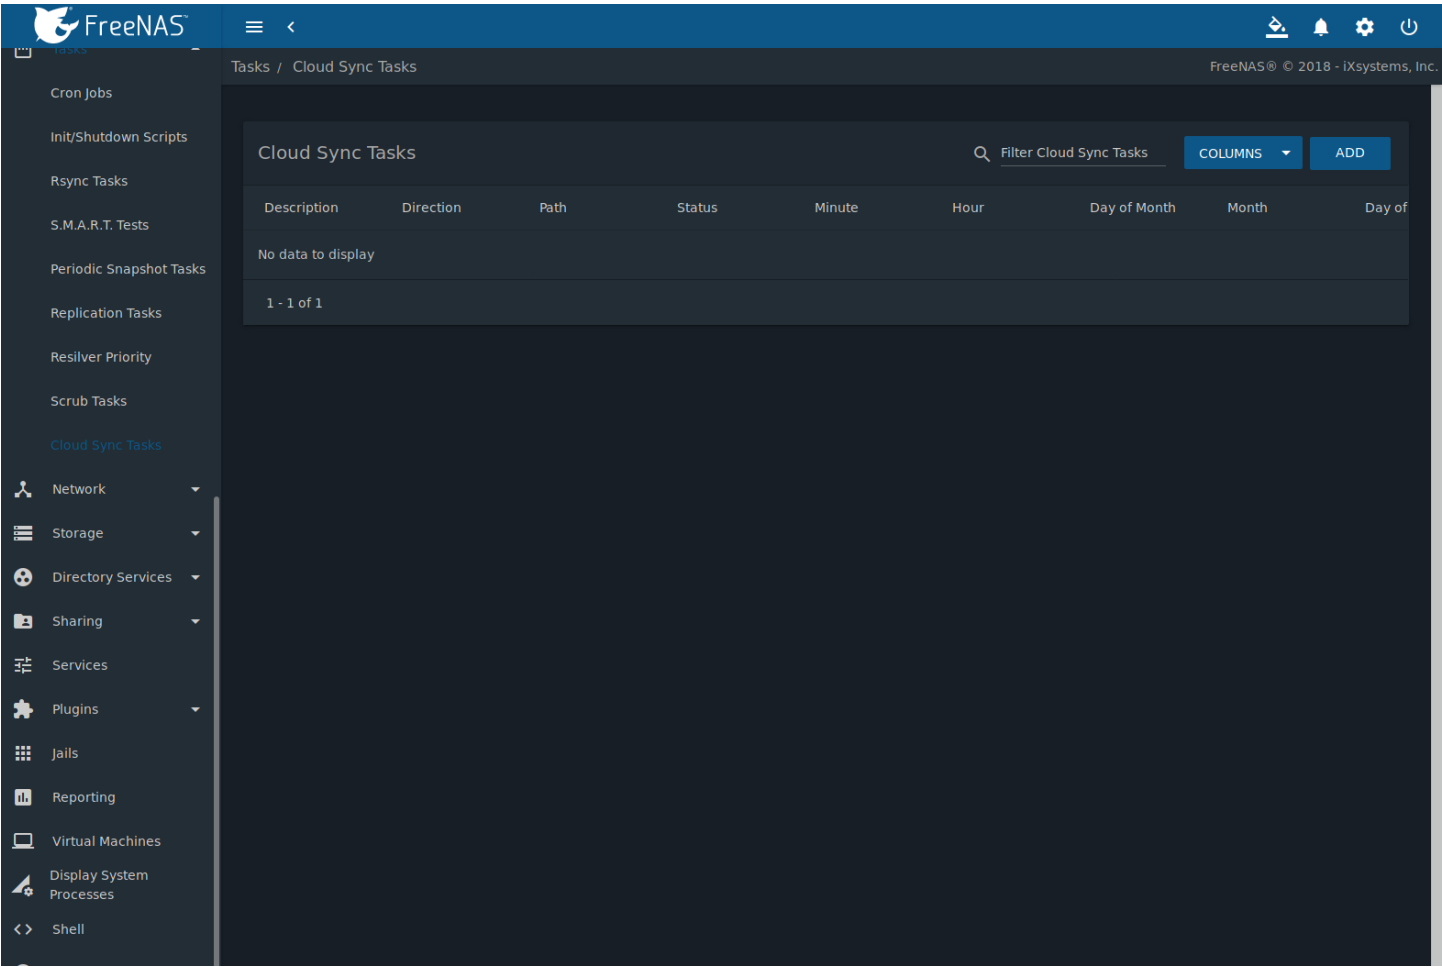 FreeNAS
Tasks
Tasks / Cloud Sync Tasks
FreeNAS® © 2018 - iXsystems, Inc.
Cron Jobs
Init/Shutdown Scripts
Rsync Tasks
S.M.A.R.T. Tests
Periodic Snapshot Tasks
Replication Tasks
Resilver Priority
Scrub Tasks
Cloud Sync Tasks
Network
Storage
Directory Services
Sharing
Services
Plugins
Jails
Reporting
Virtual Machines
Display System
Processes
Shell
Cloud Sync Tasks
Filter Cloud Sync Tasks
COLUMNS
ADD
Description Direction Path Status Minute Hour Day of Month Month Day of
No data to display
1 - 1 of 1